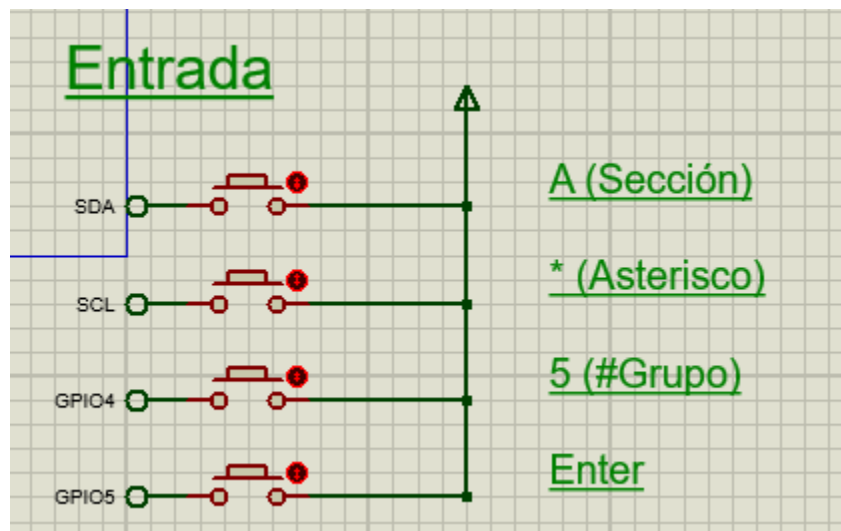 Entrada
A (Sección)
SDA
* (Asterisco)
SCL
5 (#Grupo)
GPIO4
Enter
GPIO5